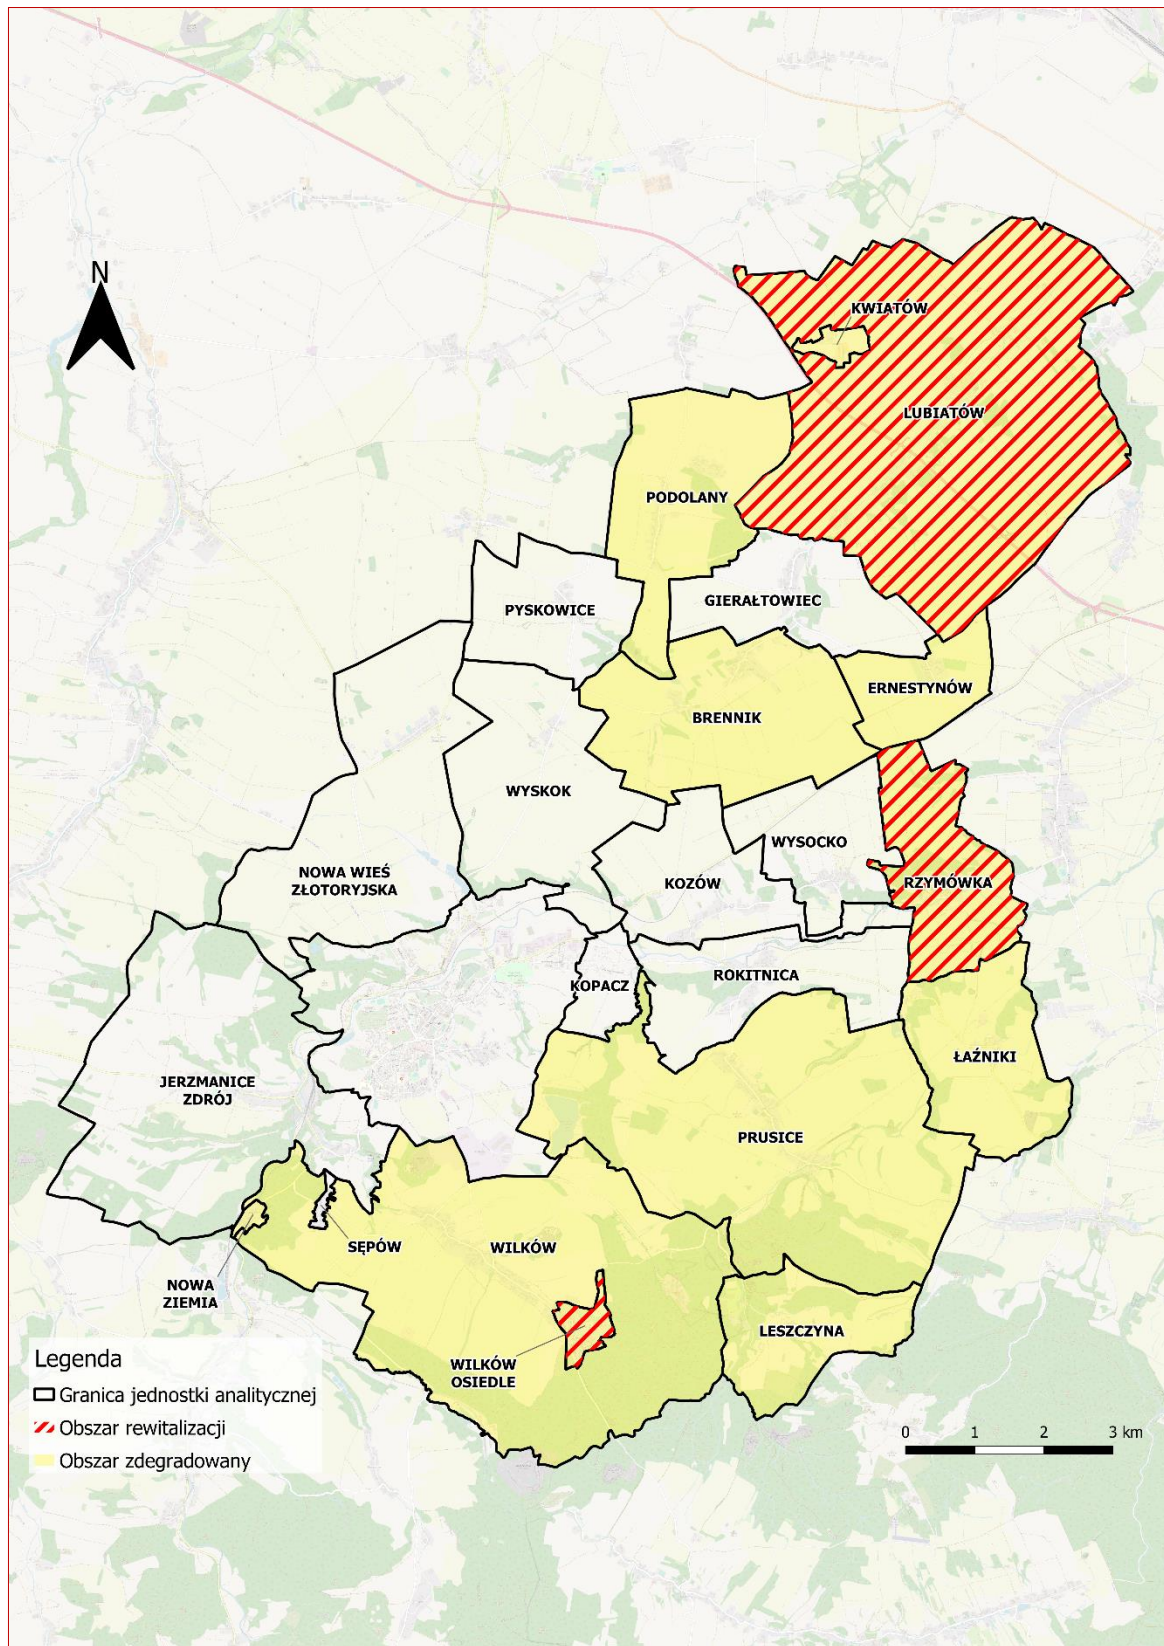 N
KWIATÓW
LUBIATÓW
PODOLANY
PYSKOWICE
GIERAŁTOWIEC
ERNESTYNÓW
BRENNIK
WYSKOK
WYSOCKO
NOWA WIEŚ
ZŁOTORYJSKA
KOZÓW
RZYMÓWKA
KOPACZ
ROKITNICA
ŁAŹNIKI
JERZMANICE
ZDRÓJ
PRUSICE
SĘPÓW
WILKÓW
NOWA
ZIEMIA
LESZCZYNA
WILKÓW
OSIEDLE
Legenda
Granica jednostki analitycznej
Obszar rewitalizacji
Obszar zdegradowany
0 1 2 3 km